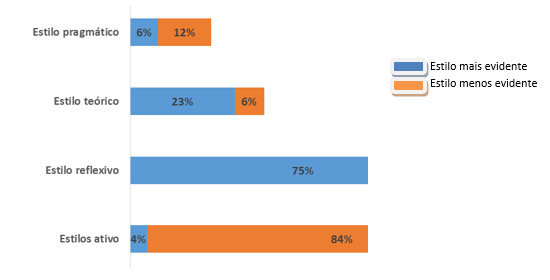 Estilo pragmático 6% 12%
Estilo mais evidente
Estilo menos evidente
Estilo teórico 23% 6%
Estilo reflexivo 75%
Estilos ativo 4% 84%